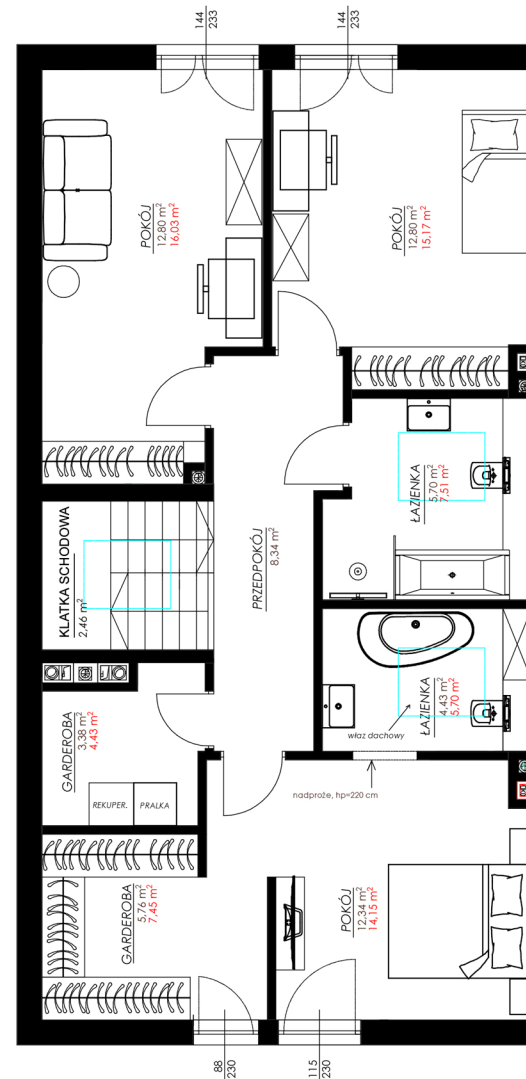 144
233
144
233
POKÓJ
12,80 m²
16,03 m²
POKÓJ
12,80 m²
15,17 m²
ŁAZIENKA
5,70 m²
7,51 m²
KLATKA SCHODOWA
2,46 m²
PRZEDPOKÓJ
8,34 m²
ŁAZIENKA
4,43 m²
5,70 m²
właz dachowy
GARDEROBA
3,38 m²
4,43 m²
REKUPER.
PRALKA
nadproże, hp=220 cm
GARDEROBA
5,76 m²
7,45 m²
POKÓJ
12,34 m²
14,15 m²
88
230
115
230